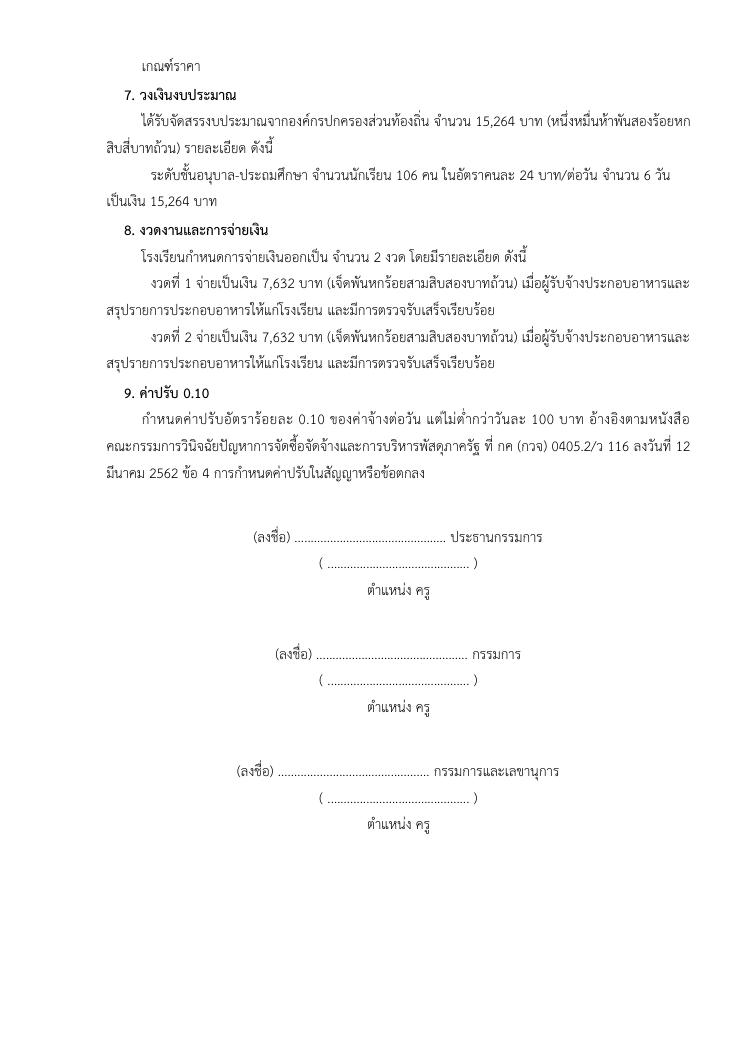 เกณฑ์ราคา
7. วงเงินงบประมาณ
ได้รับจัดสรรงบประมาณจากองค์กรปกครองส่วนท้องถิ่น จำนวน 15,264 บาท (หนึ่งหมื่นห้าพันสองร้อยหก
สิบสี่บาทถ้วน) รายละเอียด ดังนี้
ระดับชั้นอนุบาล-ประถมศึกษา จำนวนนักเรียน 106 คน ในอัตราคนละ 24 บาท/ต่อวัน จำนวน 6 วัน
เป็นเงิน 15,264 บาท
8. งวดงานและการจ่ายเงิน
โรงเรียนกำหนดการจ่ายเงินออกเป็น จำนวน 2 งวด โดยมีรายละเอียด ดังนี้
งวดที่ 1 จ่ายเป็นเงิน 7,632 บาท (เจ็ดพันหกร้อยสามสิบสองบาทถ้วน) เมื่อผู้รับจ้างประกอบอาหารและ
สรุปรายการประกอบอาหารให้แก่โรงเรียน และมีการตรวจรับเสร็จเรียบร้อย
งวดที่ 2 จ่ายเป็นเงิน 7,632 บาท (เจ็ดพันหกร้อยสามสิบสองบาทถ้วน) เมื่อผู้รับจ้างประกอบอาหารและ
สรุปรายการประกอบอาหารให้แก่โรงเรียน และมีการตรวจรับเสร็จเรียบร้อย
9. ค่าปรับ 0.10
กำหนดค่าปรับอัตราร้อยละ 0.10 ของค่าจ้างต่อวัน แต่ไม่ต่ำกว่าวันละ 100 บาท อ้างอิงตามหนังสือ
คณะกรรมการวินิจฉัยปัญหาการจัดซื้อจัดจ้างและการบริหารพัสดุภาครัฐ ที่ กค (กวจ) 0405.2/ว 116 ลงวันที่ 12
มีนาคม 2562 ข้อ 4 การกำหนดค่าปรับในสัญญาหรือข้อตกลง
(ลงชื่อ) ............................................... ประธานกรรมการ
( ............................................ )
ตำแหน่ง ครู
(ลงชื่อ) ............................................... กรรมการ
( ............................................ )
ตำแหน่ง ครู
(ลงชื่อ) ............................................... กรรมการและเลขานุการ
( ............................................ )
ตำแหน่ง ครู